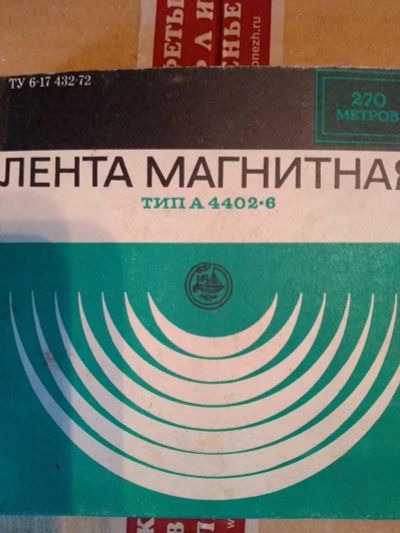 ТУ 6-17 432-72
270
МЕТРОВ
ЛЕНТА МАГНИТНАЯ
ТИП А 4402-6